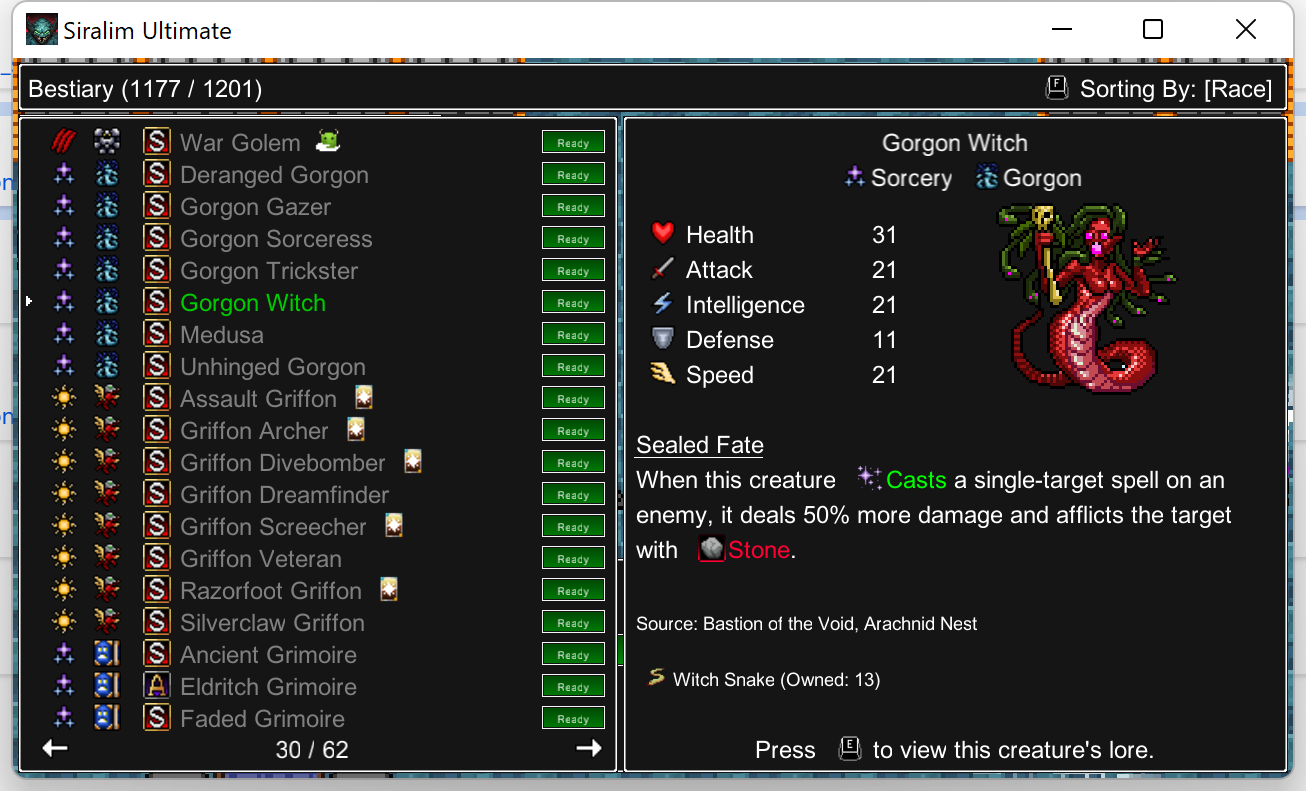 Siralim Ultimate
Bestiary (1177 / 1201)
F Sorting By: [Race]
S War Golem Ready
S Deranged Gorgon Ready
S Gorgon Gazer Ready
S Gorgon Sorceress Ready
S Gorgon Trickster Ready
S Gorgon Witch Ready
S Medusa Ready
S Unhinged Gorgon Ready
S Assault Griffon Ready
S Griffon Archer Ready
S Griffon Divebomber Ready
S Griffon Dreamfinder Ready
S Griffon Screecher Ready
S Griffon Veteran Ready
S Razorfoot Griffon Ready
S Silverclaw Griffon Ready
S Ancient Grimoire Ready
A Eldritch Grimoire Ready
S Faded Grimoire Ready
30 / 62
Gorgon Witch
Sorcery Gorgon
Health 31
Attack 21
Intelligence 21
Defense 11
Speed 21
Sealed Fate
When this creature Casts a single-target spell on an
enemy, it deals 50% more damage and afflicts the target
with Stone.
Source: Bastion of the Void, Arachnid Nest
Witch Snake (Owned: 13)
Press E to view this creature's lore.